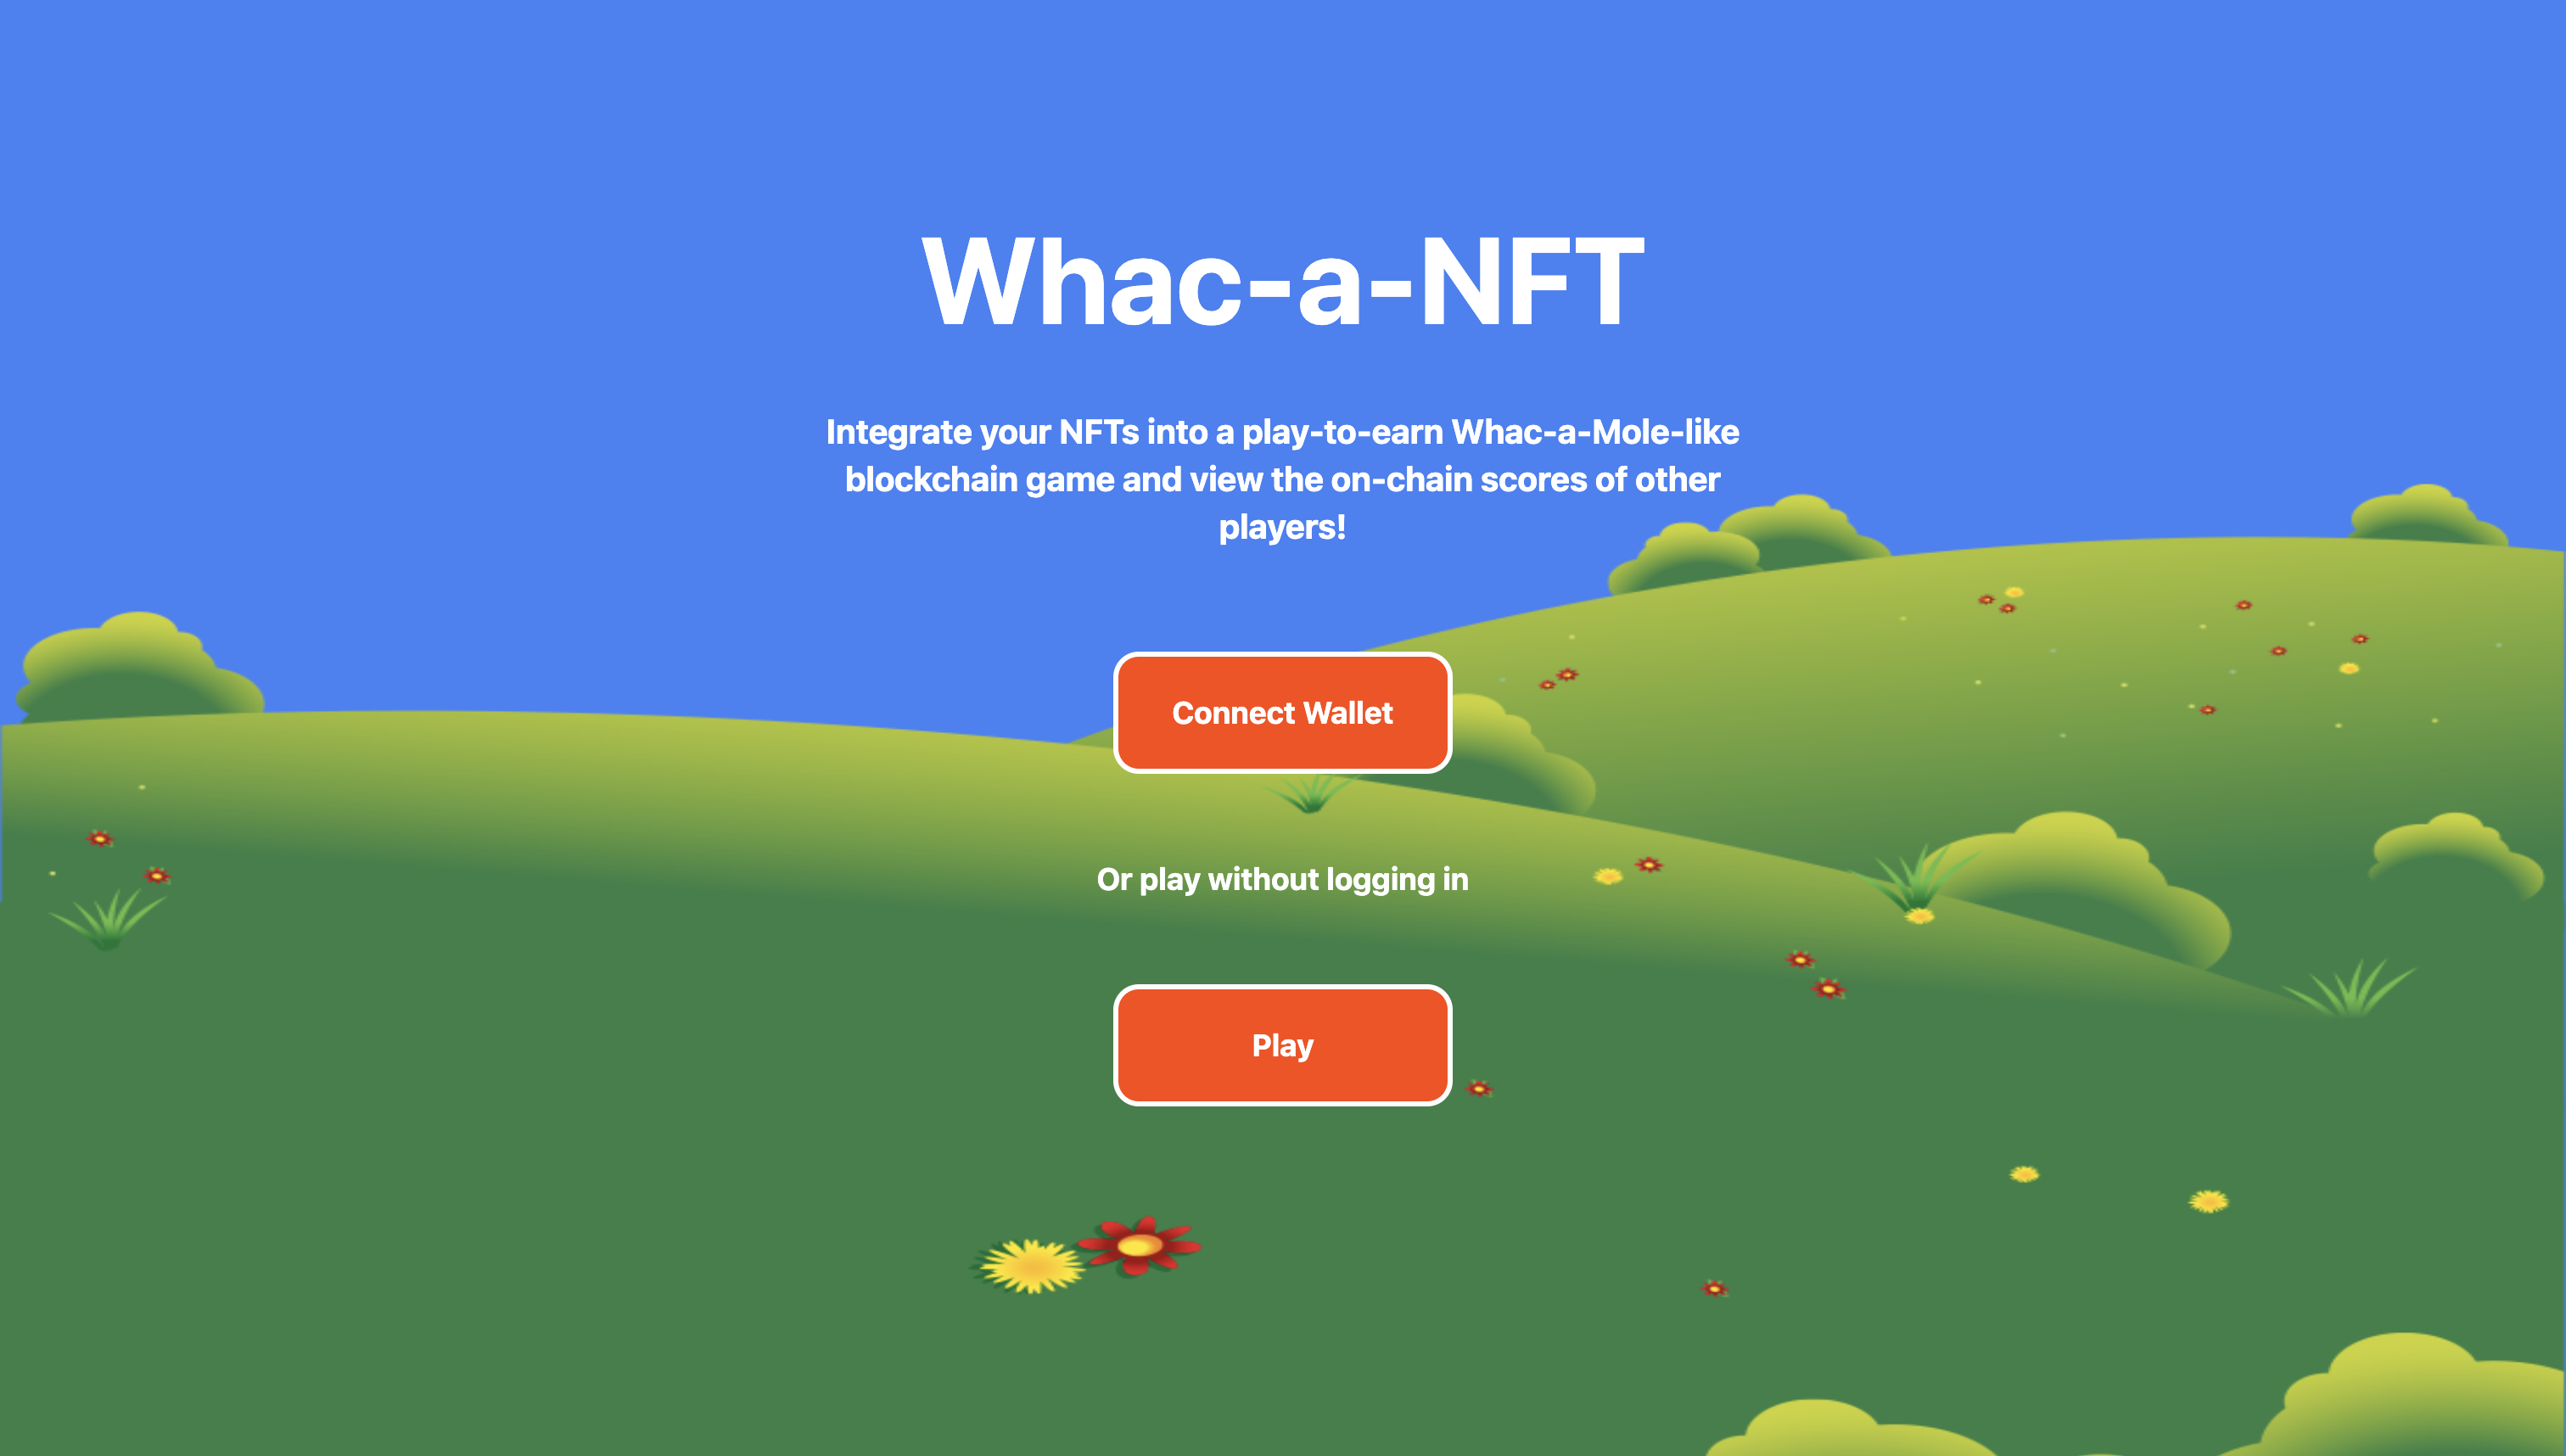 Whac-a-NFT
Integrate your NFTs into a play-to-earn Whac-a-Mole-like
blockchain game and view the on-chain scores of other
players!
Connect Wallet
Or play without logging in
Play